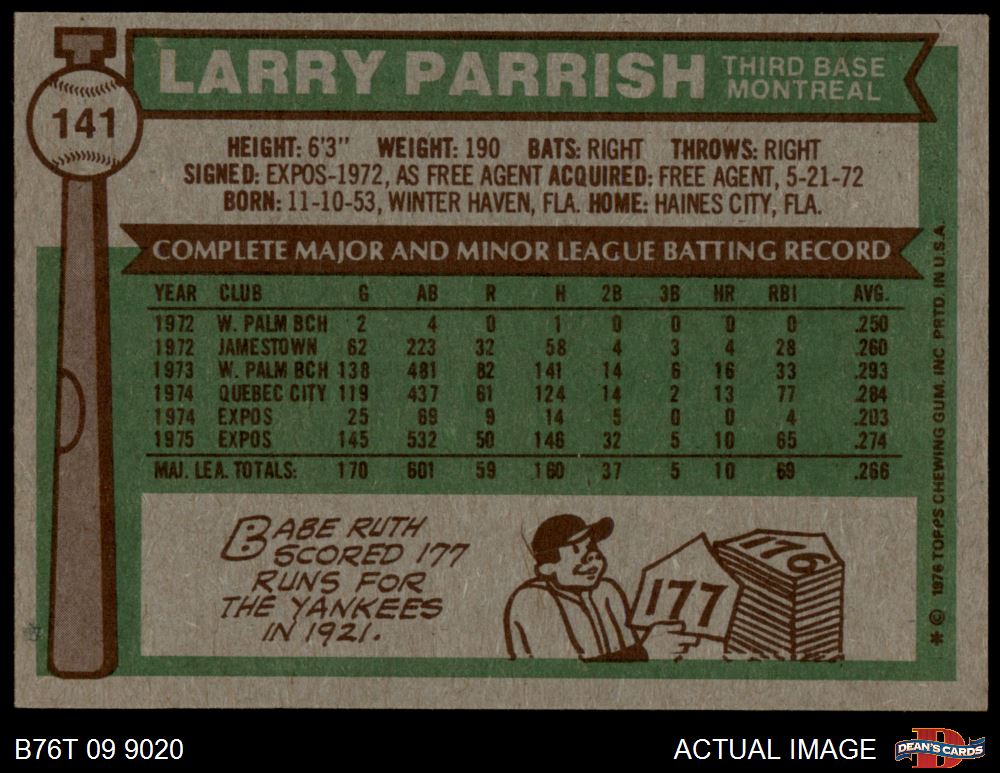 T
141
LARRY PARRISH
THIRD BASE
MONTREAL
HEIGHT: 6'3" WEIGHT: 190 BATS: RIGHT THROWS: RIGHT
SIGNED: EXPOS-1972, AS FREE AGENT ACQUIRED: FREE AGENT, 5-21-72
BORN: 11-10-53, WINTER HAVEN, FLA. HOME: HAINES CITY, FLA.
COMPLETE MAJOR AND MINOR LEAGUE BATTING RECORD
YEAR CLUB G AB R H 2B 3B HR RBI AVG.
1972 W. PALM BCH 2 4 0 1 0 0 0 0 .250
1972 JAMESTOWN 62 223 32 58 4 3 4 28 .260
1973 W. PALM BCH 138 481 82 141 14 6 16 33 .293
1974 QUEBEC CITY 119 437 61 124 14 2 13 77 .284
1974 EXPOS 25 69 9 14 5 0 0 4 .203
1975 EXPOS 145 532 50 146 32 5 10 65 .274
MAJ. LEA. TOTALS: 170 601 59 160 37 5 10 69 .266
BABE RUTH
SCORED 177
RUNS FOR
THE YANKEES
IN 1921.
177
176
* © 1976 TOPPS CHEWING GUM, INC. PRTD. IN U.S.A.
B76T 09 9020
ACTUAL IMAGE
D
DEAN'S CARDS